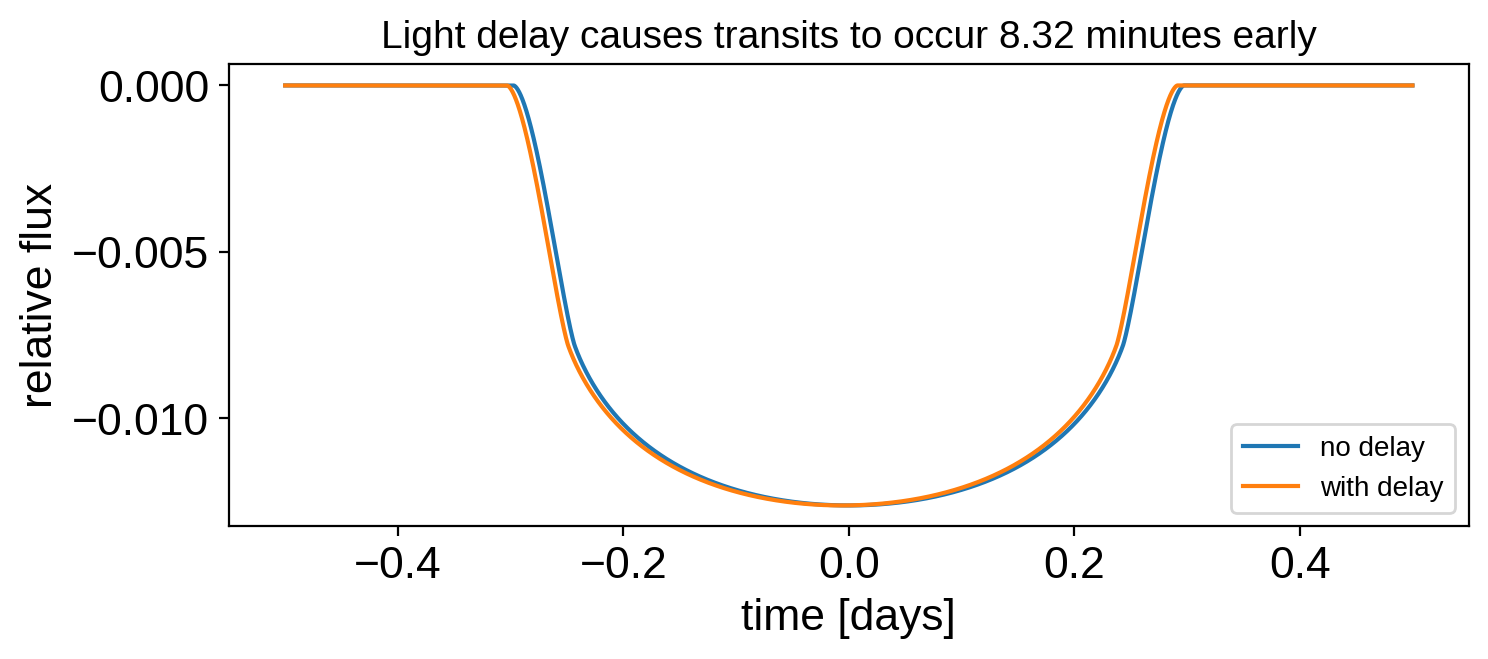 Light delay causes transits to occur 8.32 minutes early
relative flux
0.000
−0.005
−0.010
no delay
with delay
−0.4 −0.2 0.0 0.2 0.4
time [days]